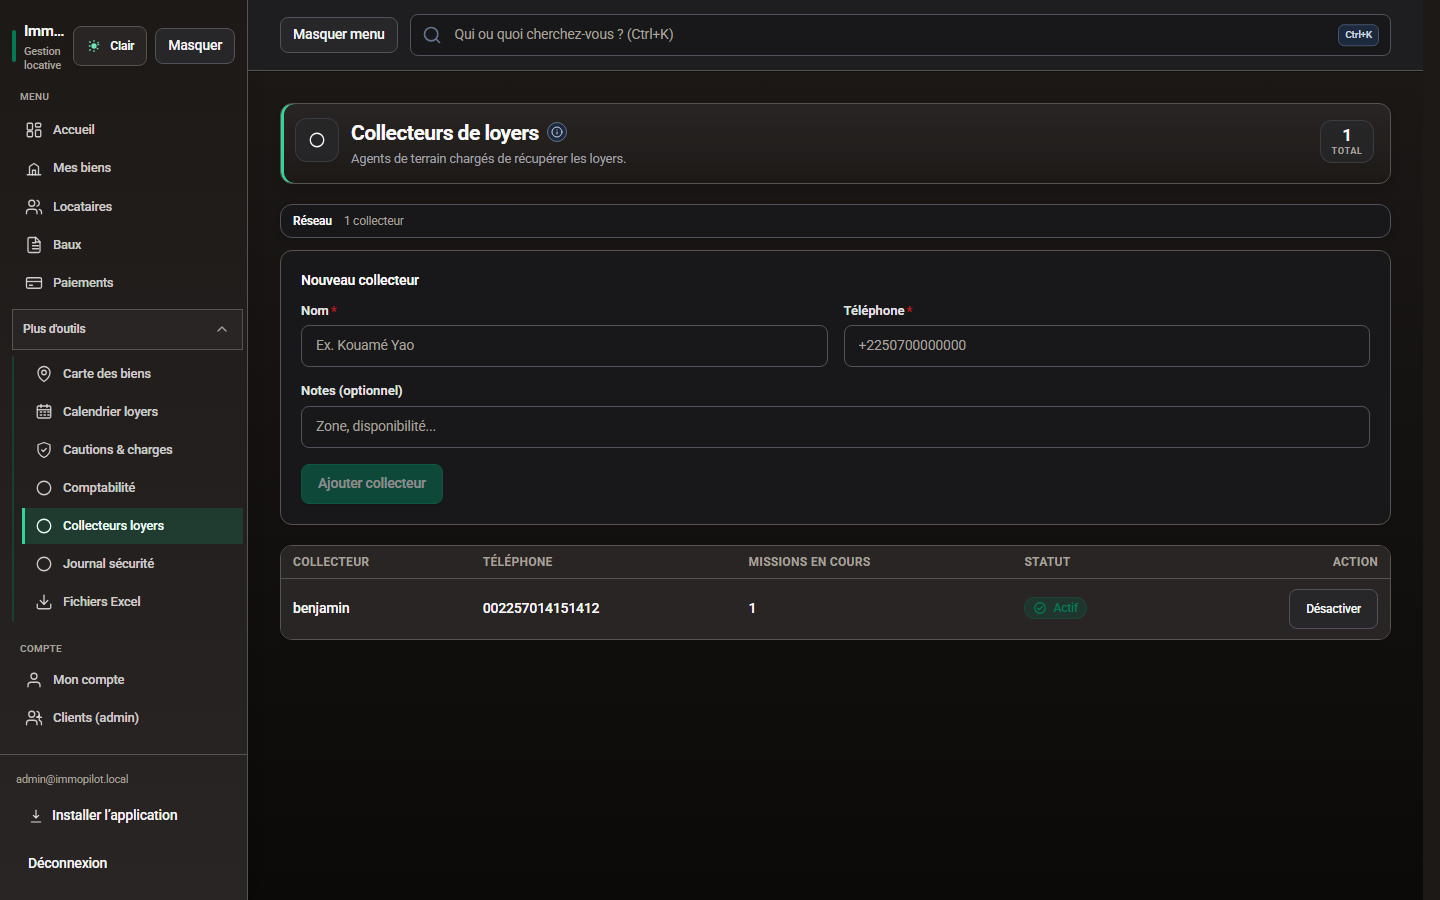 Imm...
Gestion
locative
Clair
Masquer
MENU
Accueil
Mes biens
Locataires
Baux
Paiements
Plus d'outils
Carte des biens
Calendrier loyers
Cautions & charges
Comptabilité
Collecteurs loyers
Journal sécurité
Fichiers Excel
COMPTE
Mon compte
Clients (admin)
admin@immopilot.local
Installer l’application
Déconnexion
Masquer menu
Qui ou quoi cherchez-vous ? (Ctrl+K)
Ctrl+K
Collecteurs de loyers
Agents de terrain chargés de récupérer les loyers.
1
TOTAL
Réseau 1 collecteur
Nouveau collecteur
Nom * Téléphone *
Ex. Kouamé Yao +2250700000000
Notes (optionnel)
Zone, disponibilité...
Ajouter collecteur
COLLECTEUR TÉLÉPHONE MISSIONS EN COURS STATUT ACTION
benjamin 002257014151412 1 Actif Désactiver